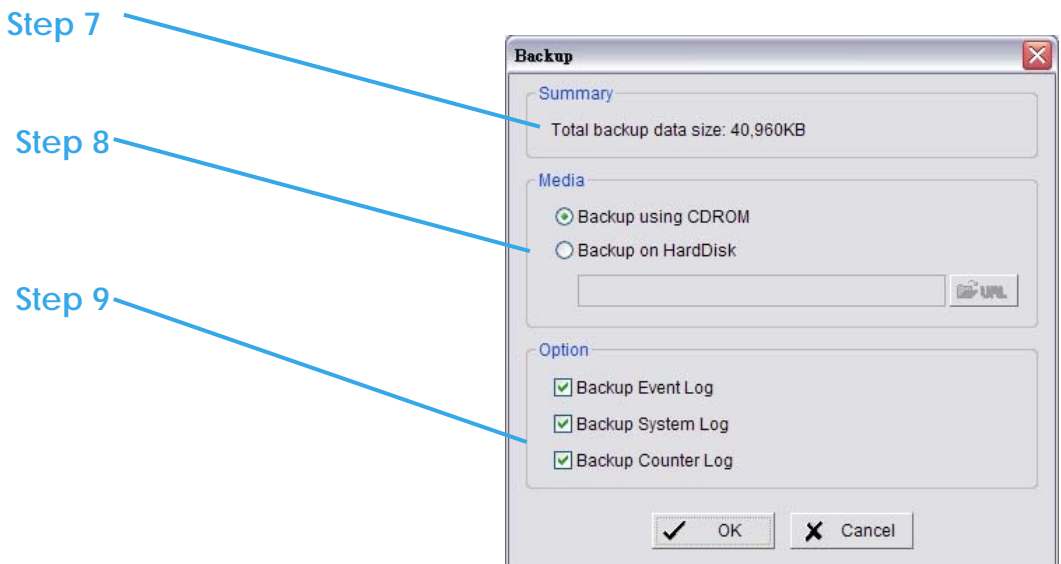 Step 7
Backup
Summary
Total backup data size: 40,960KB
Step 8
Media
Backup using CDROM
Backup on HardDisk
URL
Step 9
Option
Backup Event Log
Backup System Log
Backup Counter Log
OK
Cancel